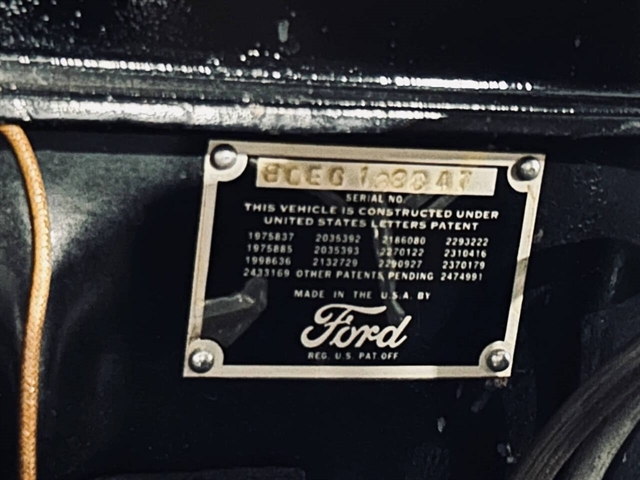 SERIAL NO.
THIS VEHICLE IS CONSTRUCTED UNDER
UNITED STATES LETTERS PATENT
1975837 2035392 2186080 2293222
1975885 2035393 2270122 2310416
1998636 2132729 2290927 2370179
2433169 OTHER PATENTS PENDING 2474991
MADE IN THE U.S.A. BY
Ford
REG. U.S. PAT. OFF